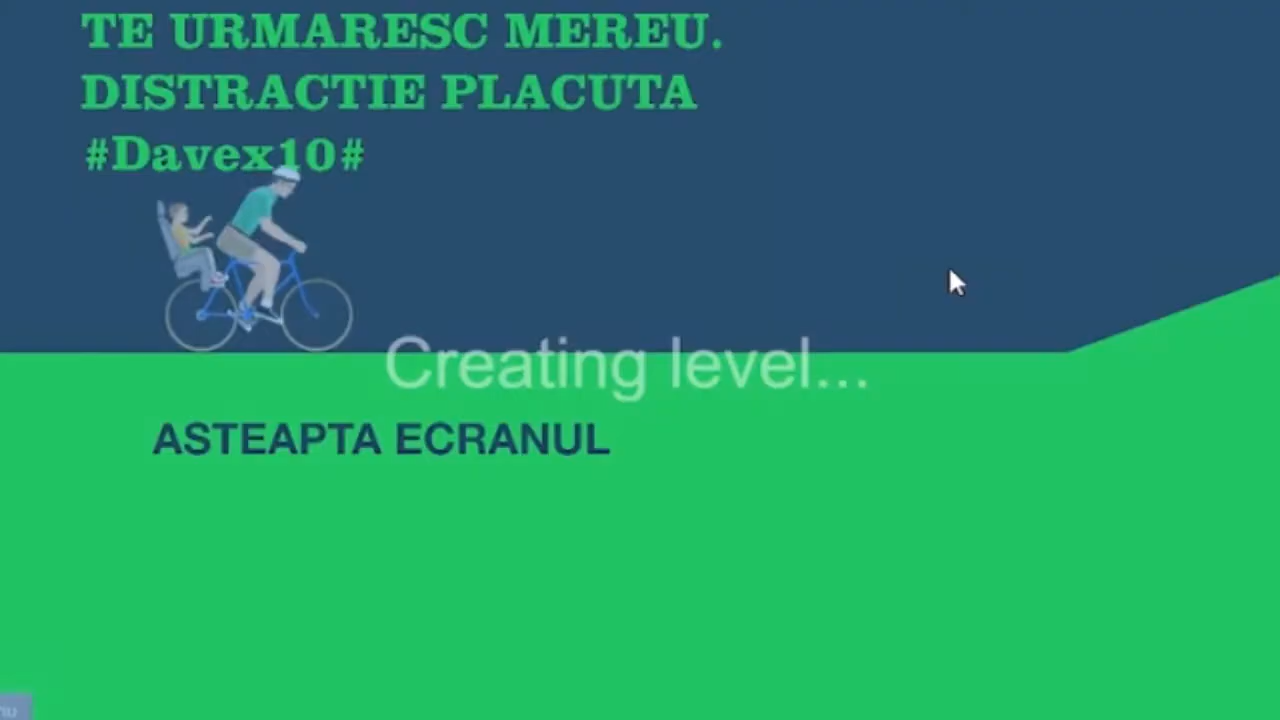 TE URMARESC MEREU.
DISTRACTIE PLACUTA
#Davex10#
Creating level...
ASTEAPTA ECRANUL